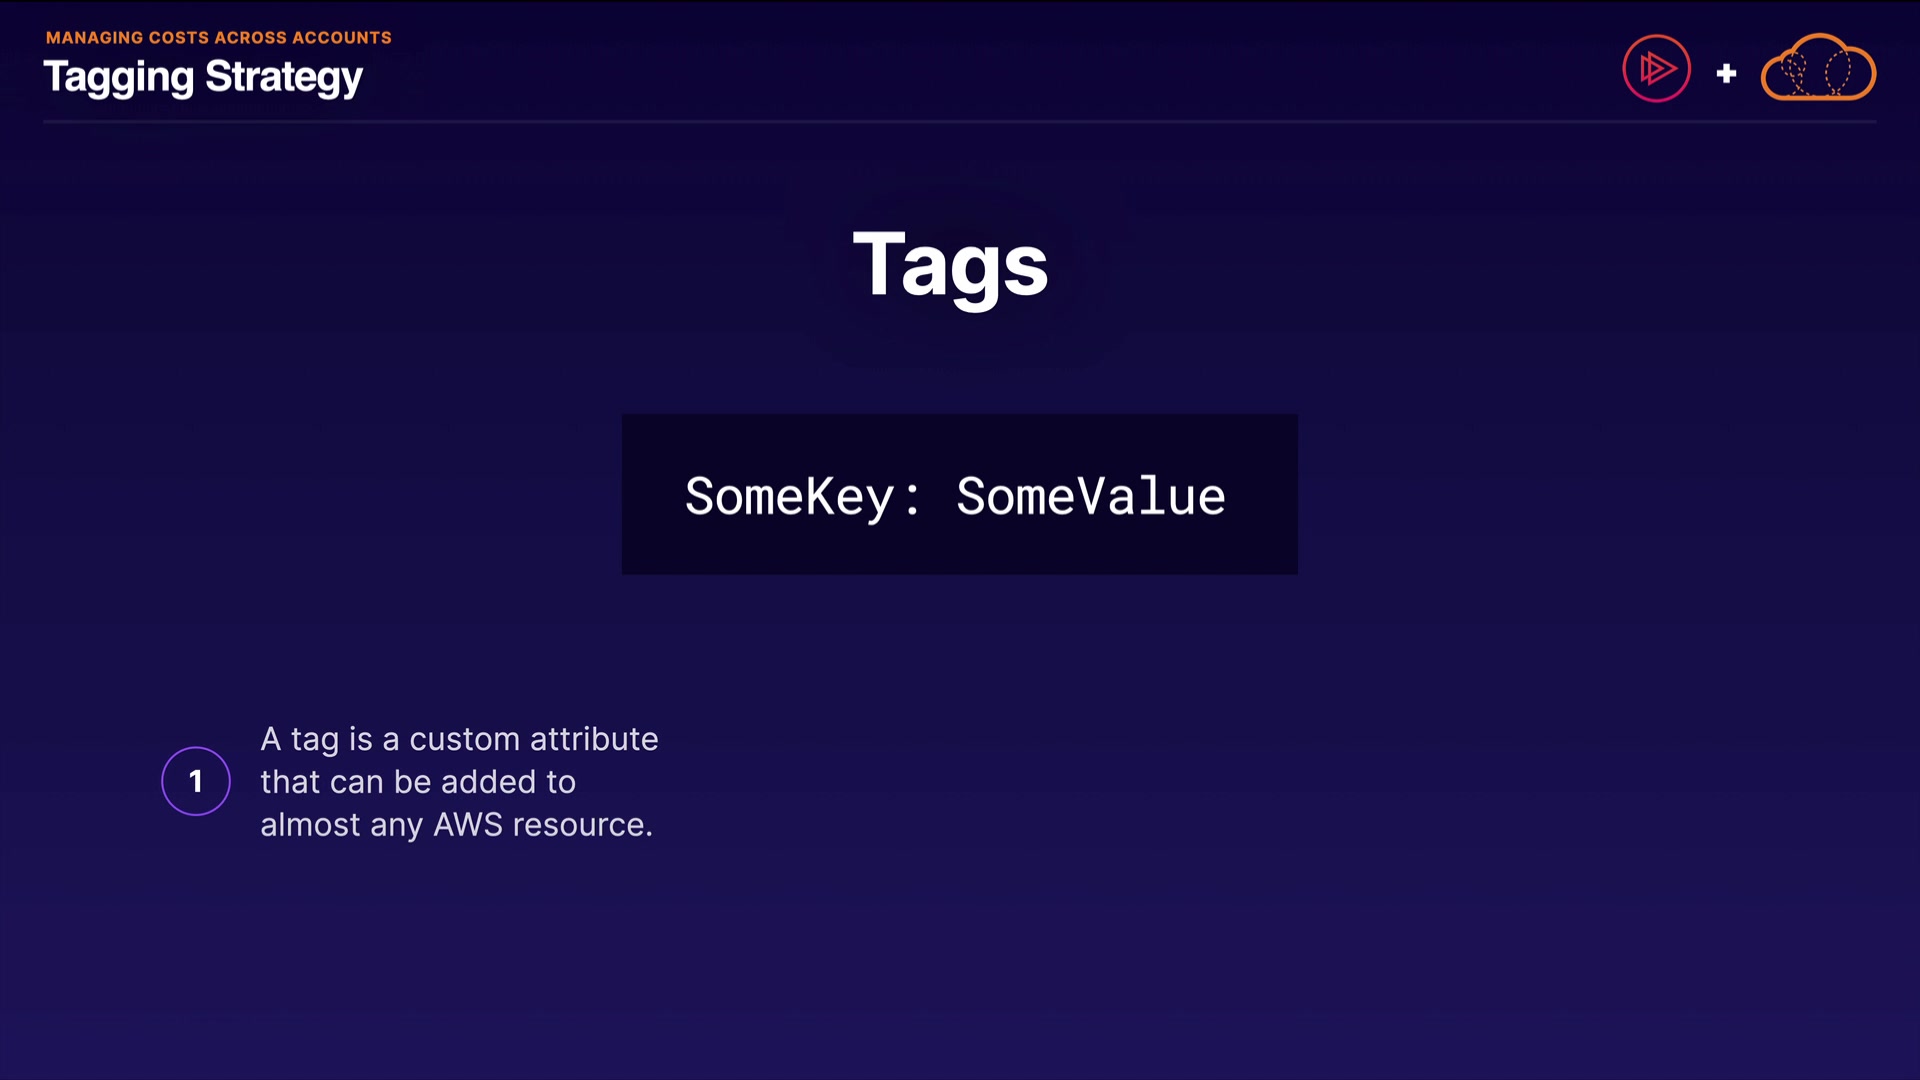 MANAGING COSTS ACROSS ACCOUNTS
Tagging Strategy
Tags
SomeKey: SomeValue
1
A tag is a custom attribute
that can be added to
almost any AWS resource.